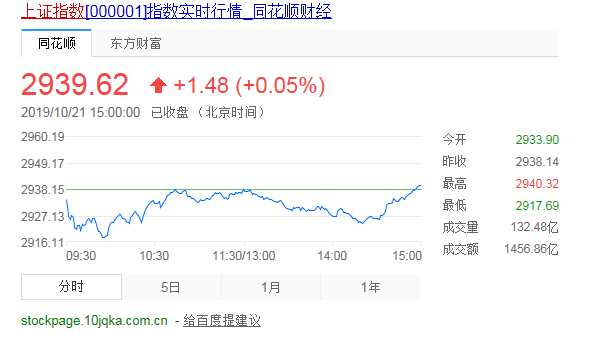 上证指数[000001]指数实时行情_同花顺财经
同花顺 东方财富
2939.62 +1.48 (+0.05%)
2019/10/21 15:00:00 已收盘 （北京时间）
2960.19
2949.17
2938.15
2927.13
2916.11
09:30 10:30 11:30/13:00 14:00 15:00
今开 2933.90
昨收 2938.14
最高 2940.32
最低 2917.69
成交量 132.48亿
成交额 1456.86亿
分时 5日 1月 1年
stockpage.10jqka.com.cn - 给百度提建议